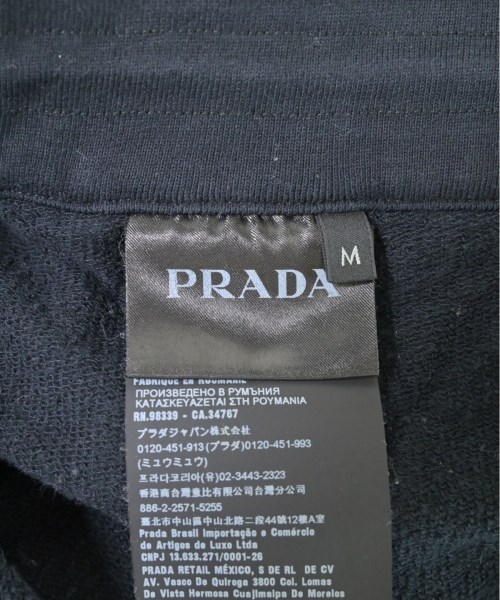 M
PRADA
FABRIQUÉ EN ROUMANIE
ПРОИЗВЕДЕНО В РУМЪНИЯ
ΚΑΤΑΣΚΕΥΑΖΕΤΑΙ ΣΤΗ ΡΟΥΜΑΝΙΑ
RN.98339 - CA.34767
プラダジャパン株式会社
0120-451-913 (プラダ) 0120-451-993
(ミュウミュウ)
프라다코리아(유) 02-3443-2323
香港商台灣意比有限公司台灣分公司
886-2-2571-5255
臺北市中山區中山北路二段44號12樓A室
Prada Brasil Importação e Comércio
de Artigos de Luxo Ltda
CNPJ 13.633.271/0001-26
PRADA RETAIL MÉXICO, S DE RL DE CV
AV. Vasco De Quiroga 3800 Col. Lomas
De Vista Hermosa Cuajimalpa De Morelos